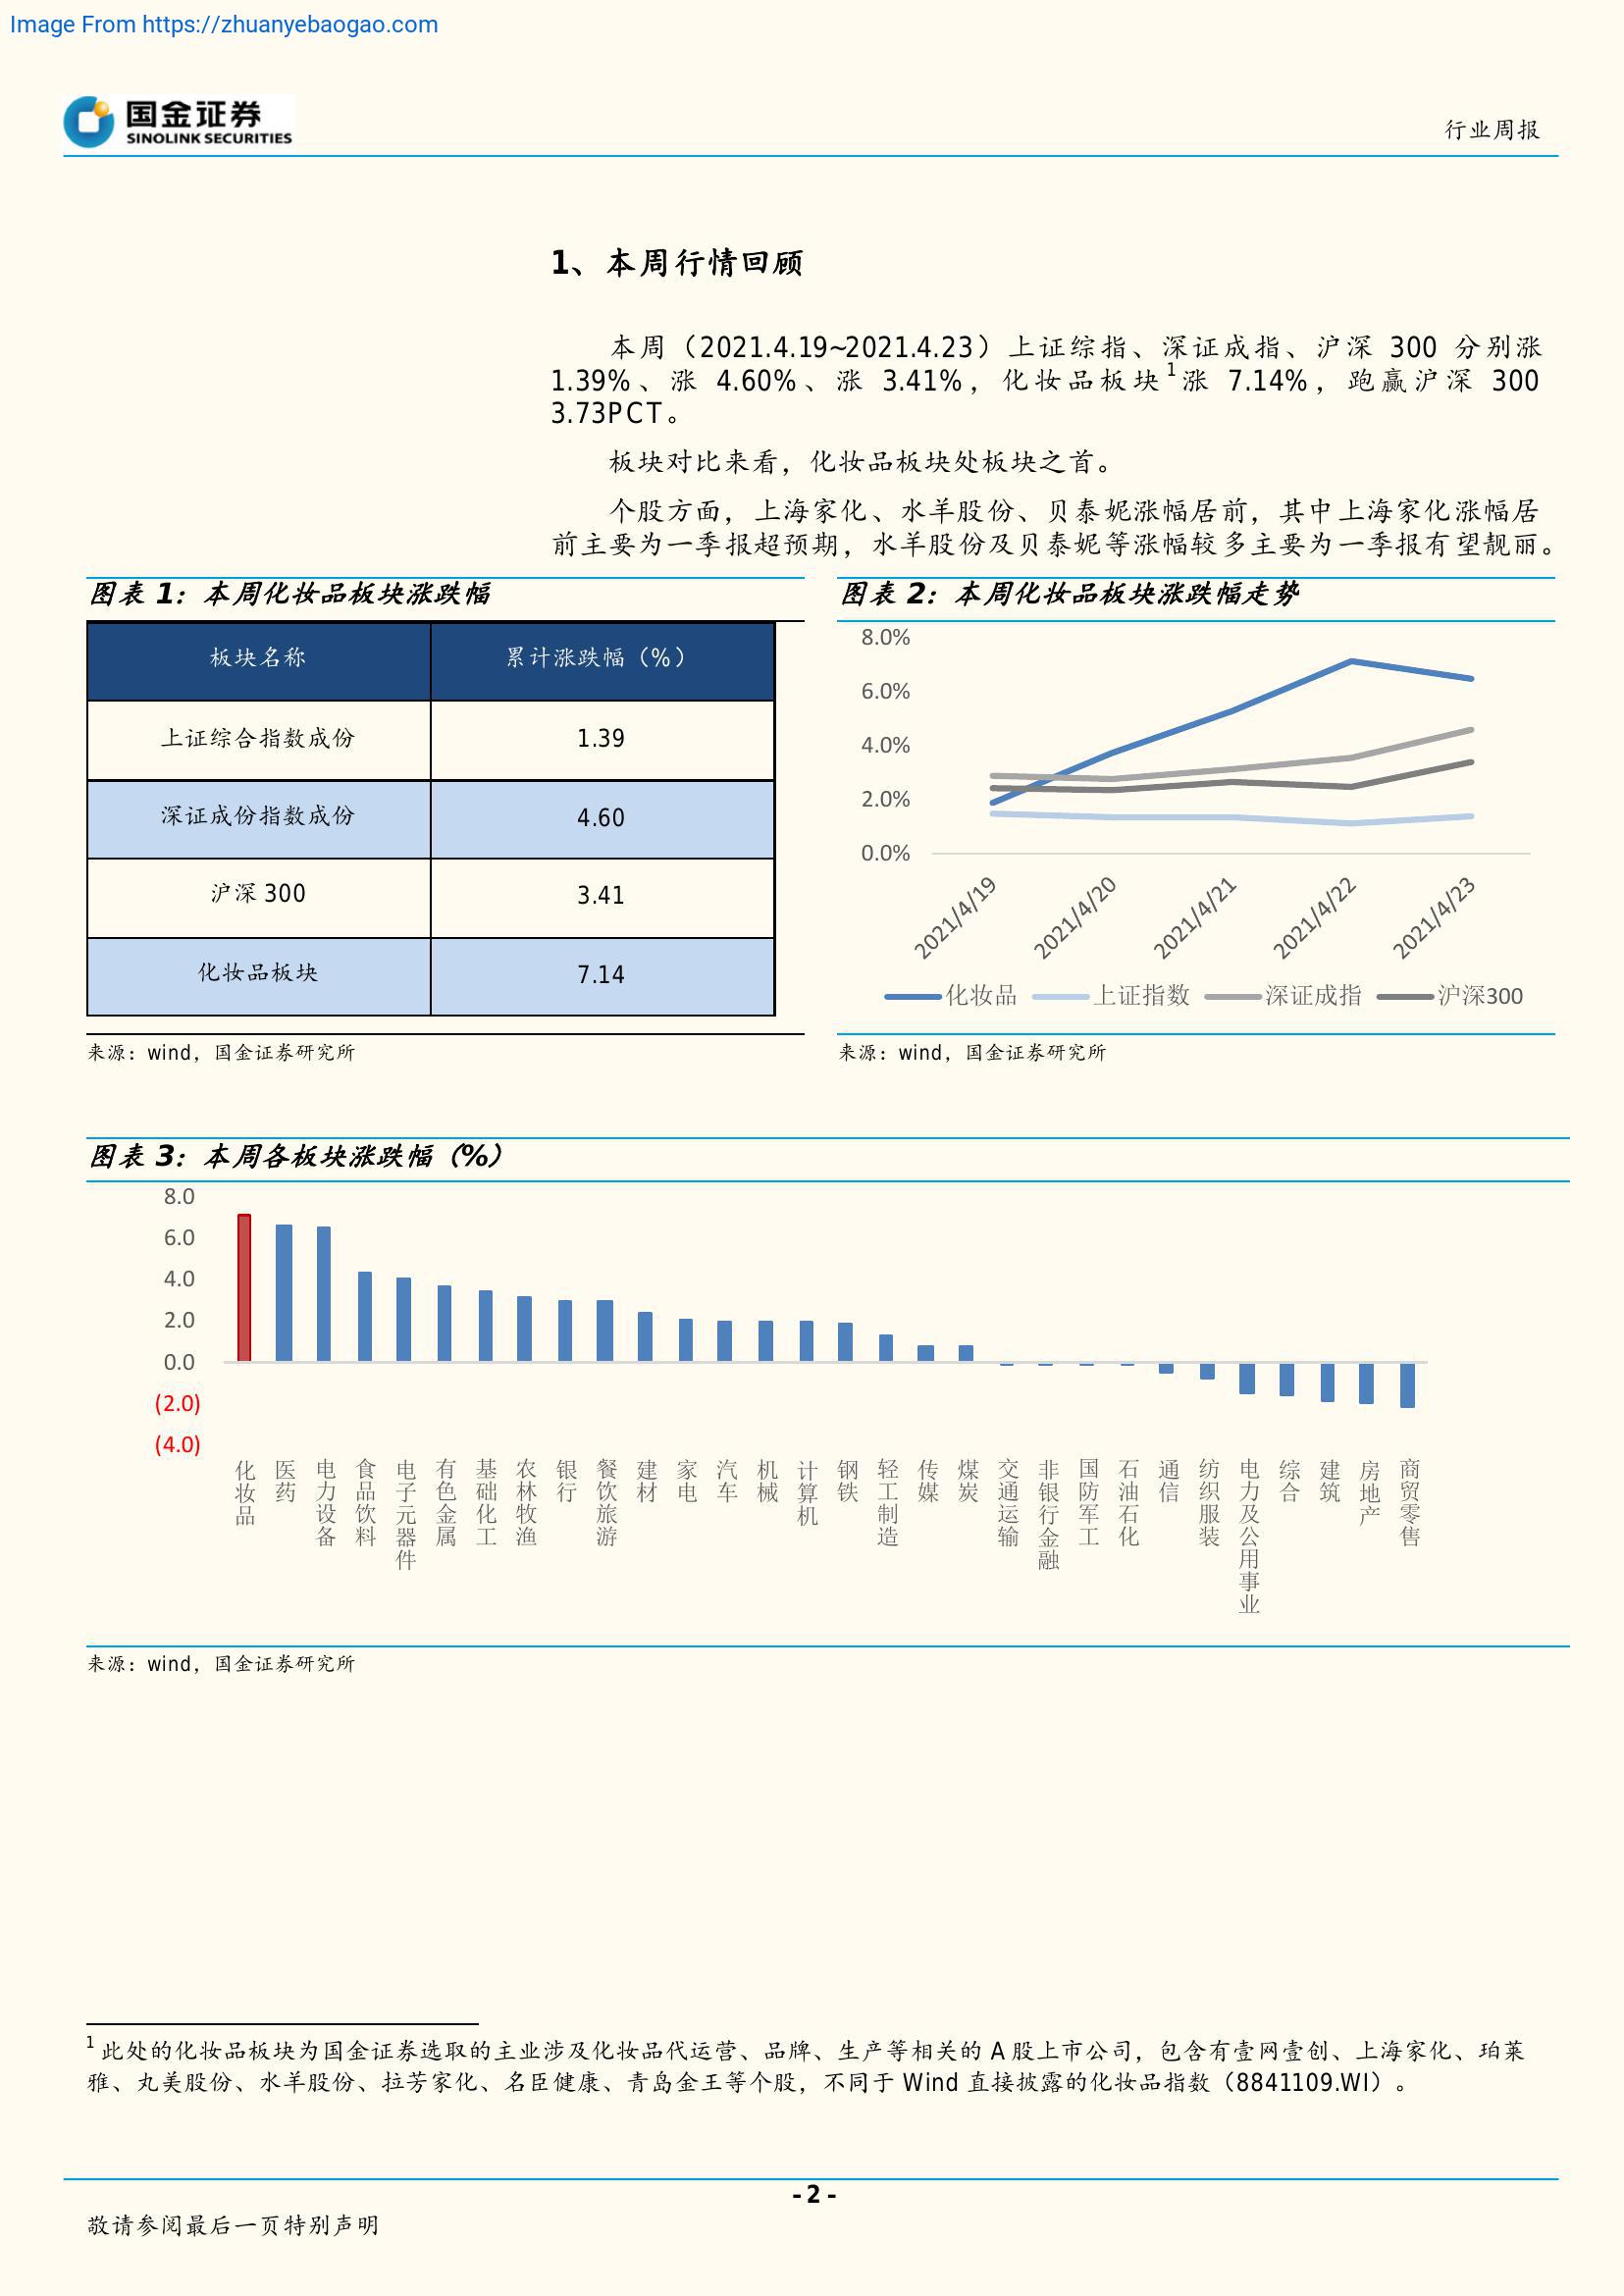 Image From https://zhuanyebaogao.com
国金证券
SINOLINK SECURITIES
行业周报
1、本周行情回顾
本周（2021.4.19~2021.4.23）上证综指、深证成指、沪深 300 分别涨
1.39%、涨 4.60%、涨 3.41%，化妆品板块1涨 7.14%，跑赢沪深 300
3.73PCT。
板块对比来看，化妆品板块处板块之首。
个股方面，上海家化、水羊股份、贝泰妮涨幅居前，其中上海家化涨幅居
前主要为一季报超预期，水羊股份及贝泰妮等涨幅较多主要为一季报有望靓丽。
图表 1：本周化妆品板块涨跌幅
板块名称 累计涨跌幅（%）
上证综合指数成份 1.39
深证成份指数成份 4.60
沪深 300 3.41
化妆品板块 7.14
来源：wind，国金证券研究所
图表 2：本周化妆品板块涨跌幅走势
8.0%
6.0%
4.0%
2.0%
0.0%
2021/4/19 2021/4/20 2021/4/21 2021/4/22 2021/4/23
化妆品 上证指数 深证成指 沪深300
来源：wind，国金证券研究所
图表 3：本周各板块涨跌幅（%）
8.0
6.0
4.0
2.0
0.0
(2.0)
(4.0)
化妆品 医药 电力设备 食品饮料 电子元器件 有色金属 基础化工 农林牧渔 银行 餐饮旅游 建材 家电 汽车 机械 计算机 钢铁 轻工制造 传媒 煤炭 交通运输 非银行金融 国防军工 石油石化 通信 纺织服装 电力及公用事业 综合 建筑 房地产 商贸零售
来源：wind，国金证券研究所
1 此处的化妆品板块为国金证券选取的主业涉及化妆品代运营、品牌、生产等相关的 A 股上市公司，包含有壹网壹创、上海家化、珀莱
雅、丸美股份、水羊股份、拉芳家化、名臣健康、青岛金王等个股，不同于 Wind 直接披露的化妆品指数（8841109.WI）。
- 2 -
敬请参阅最后一页特别声明